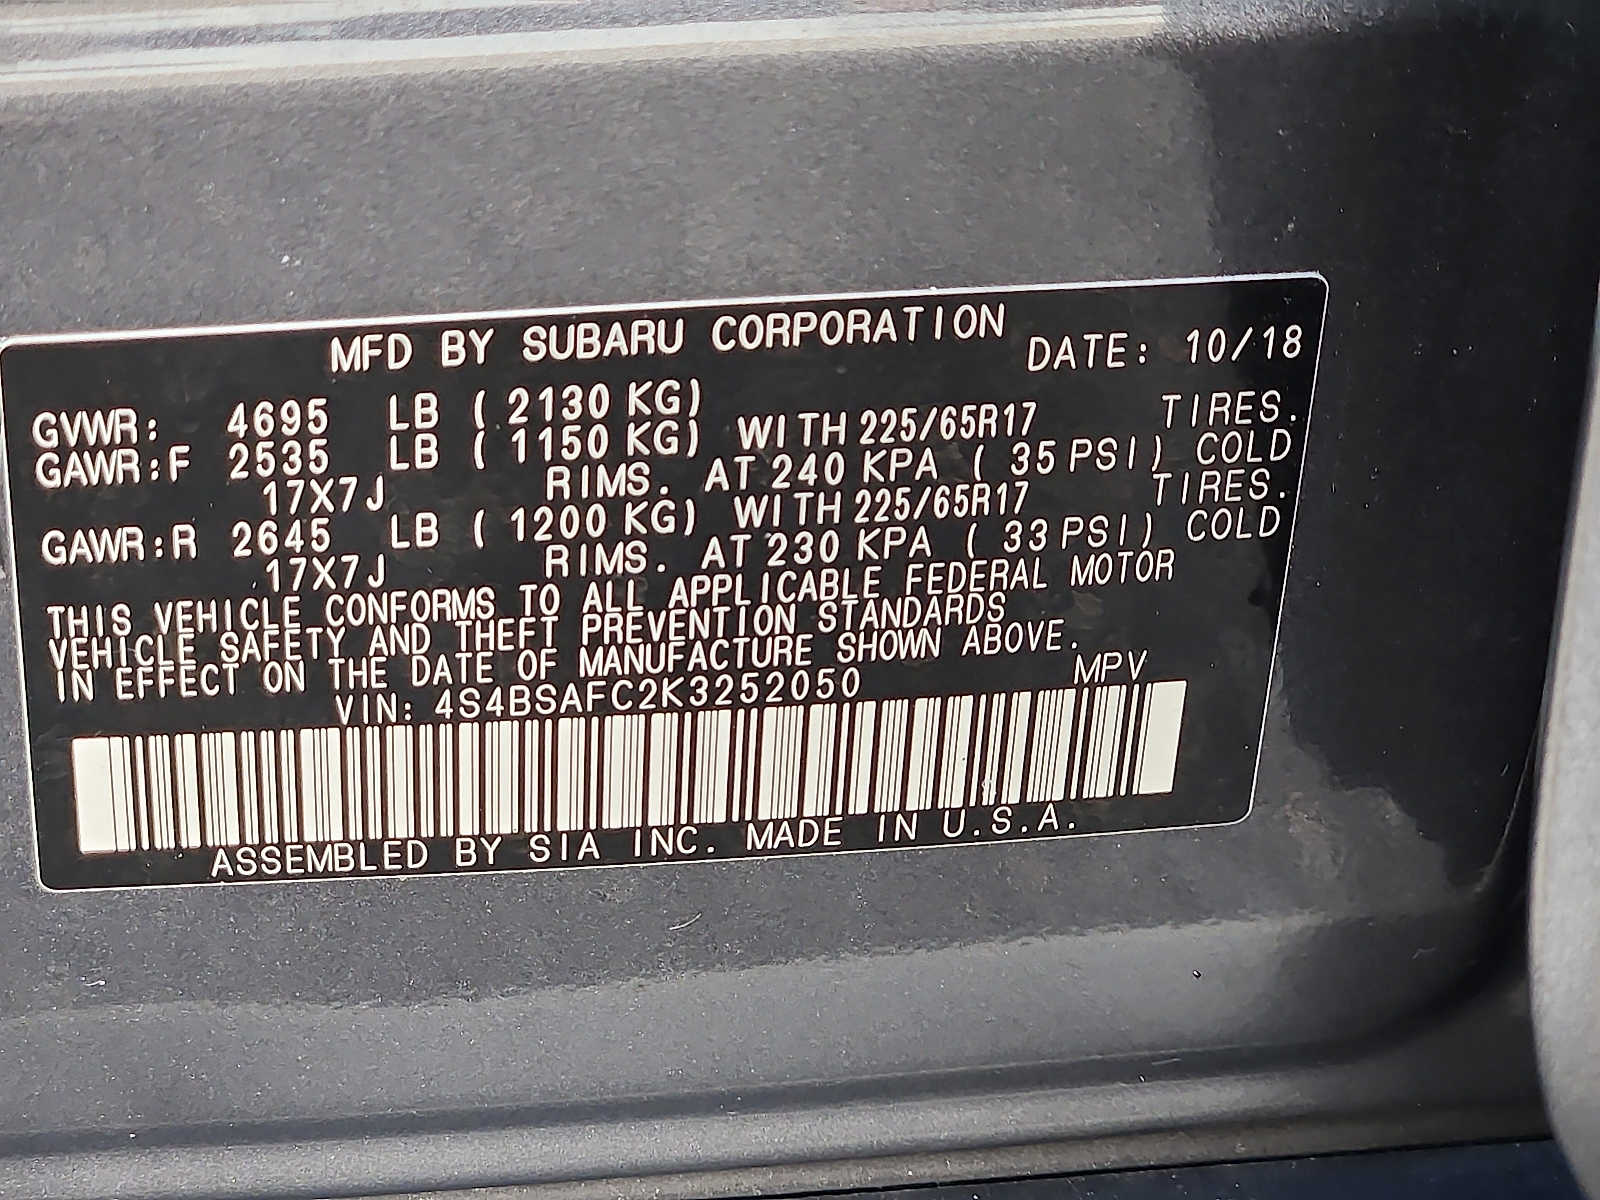 MFD BY SUBARU CORPORATION DATE: 10/18
GVWR: 4695 LB ( 2130 KG)
GAWR:F 2535 LB ( 1150 KG) WITH 225/65R17 TIRES.
17X7J RIMS. AT 240 KPA ( 35 PSI) COLD
GAWR:R 2645 LB ( 1200 KG) WITH 225/65R17 TIRES.
17X7J RIMS. AT 230 KPA ( 33 PSI) COLD
THIS VEHICLE CONFORMS TO ALL APPLICABLE FEDERAL MOTOR
VEHICLE SAFETY AND THEFT PREVENTION STANDARDS
IN EFFECT ON THE DATE OF MANUFACTURE SHOWN ABOVE.
VIN: 4S4BSAFC2K3252050 MPV
ASSEMBLED BY SIA INC. MADE IN U.S.A.